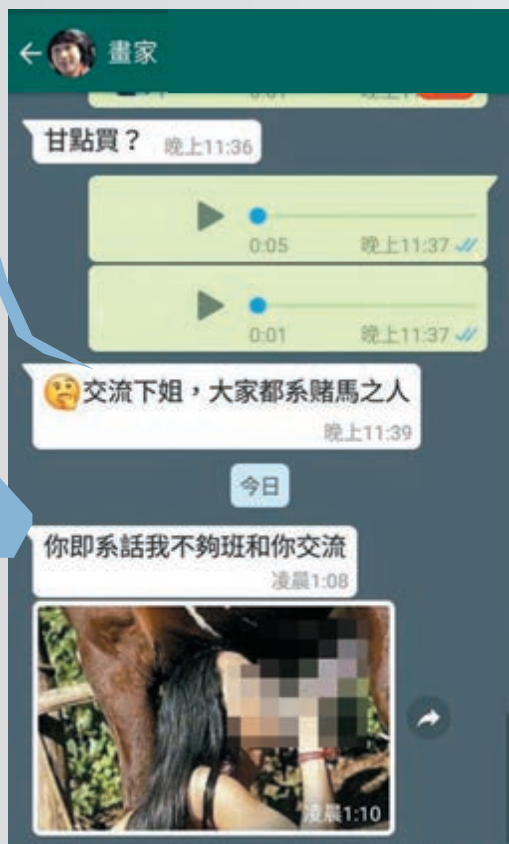 畫家
甘點買？
晚上11:36
0:05
晚上11:37
0:01
晚上11:37
交流下姐，大家都系赌馬之人
晚上11:39
今日
你即系話我不夠班和你交流
凌晨1:08
凌晨1:10